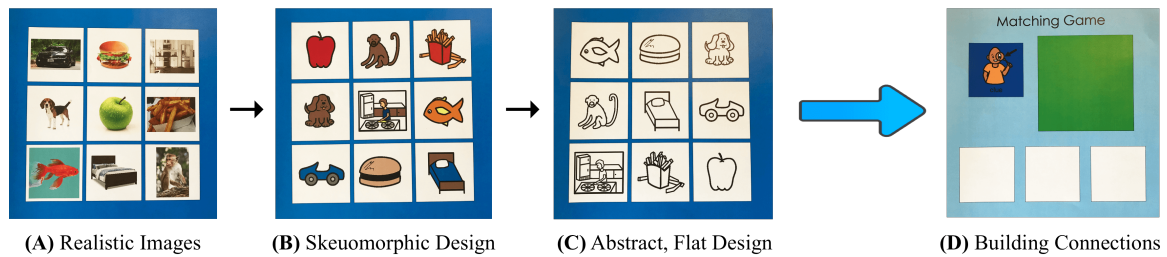 Matching Game
(A) Realistic Images
(B) Skeuomorphic Design
(C) Abstract, Flat Design
(D) Building Connections